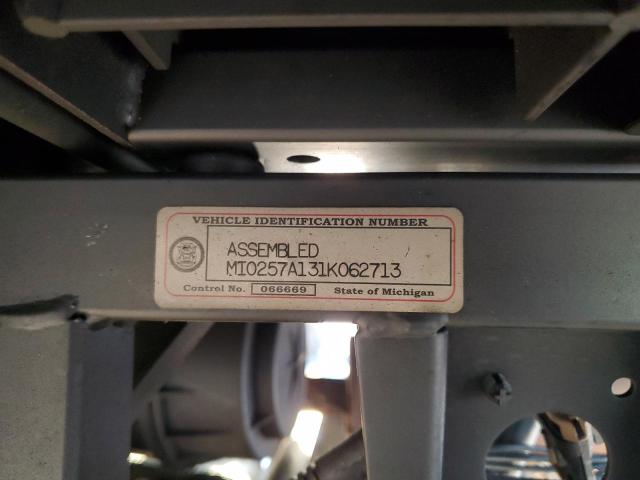 VEHICLE IDENTIFICATION NUMBER
ASSEMBLED
MI0257A131K062713
Control No. 066669 State of Michigan